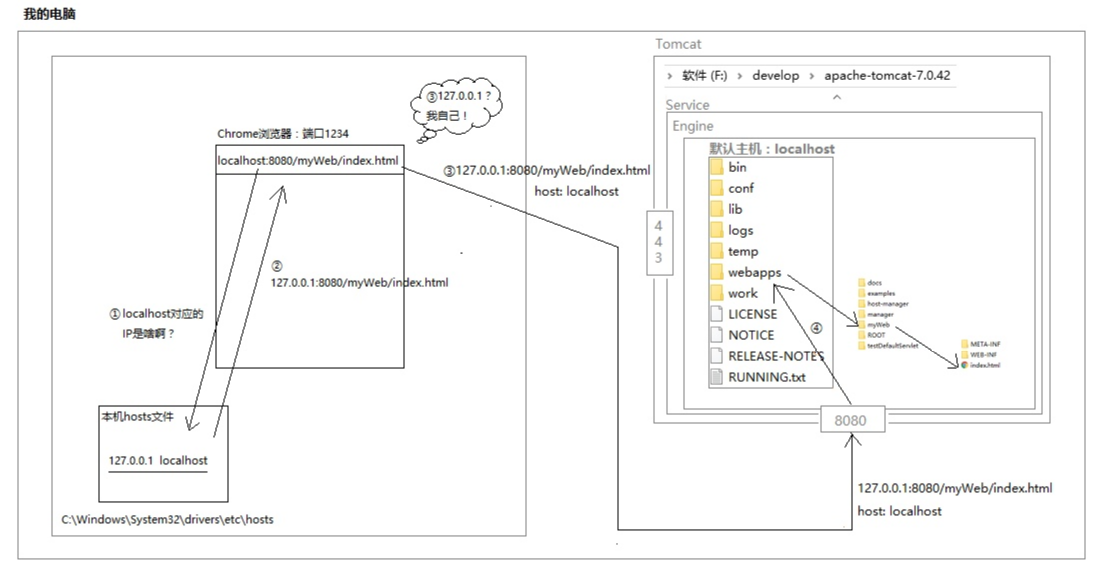 我的电脑
Tomcat
› 软件 (F:) › develop › apache-tomcat-7.0.42
Service
Engine
默认主机：localhost
bin
conf
lib
logs
temp
webapps
work
LICENSE
NOTICE
RELEASE-NOTES
RUNNING.txt
docs
examples
host-manager
manager
myWeb
ROOT
testDefaultServlet
META-INF
WEB-INF
index.html
④
443
8080
③127.0.0.1？
我自己！
Chrome浏览器：端口1234
localhost:8080/myWeb/index.html
③127.0.0.1:8080/myWeb/index.html
host: localhost
②
127.0.0.1:8080/myWeb/index.html
①localhost对应的
IP是啥啊？
本机hosts文件
127.0.0.1 localhost
C:\Windows\System32\drivers\etc\hosts
127.0.0.1:8080/myWeb/index.html
host: localhost